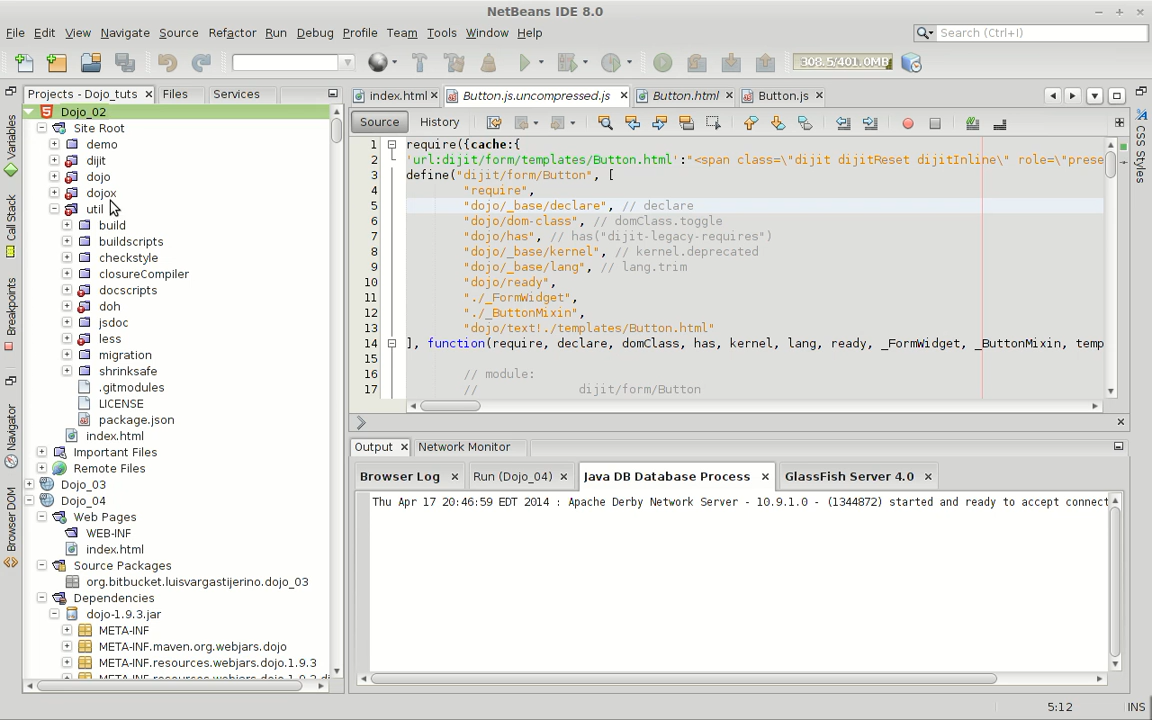 NetBeans IDE 8.0
File Edit View Navigate Source Refactor Run Debug Profile Team Tools Window Help
Search (Ctrl+I)
308.5/401.0MB
Projects - Dojo_tuts Files Services
Variables
Call Stack
Breakpoints
Navigator
Browser DOM
Dojo_02
Site Root
demo
dijit
dojo
dojox
util
build
buildscripts
checkstyle
closureCompiler
docscripts
doh
jsdoc
less
migration
shrinksafe
.gitmodules
LICENSE
package.json
index.html
Important Files
Remote Files
Dojo_03
Dojo_04
Web Pages
WEB-INF
index.html
Source Packages
org.bitbucket.luisvargastijerino.dojo_03
Dependencies
dojo-1.9.3.jar
META-INF
META-INF.maven.org.webjars.dojo
META-INF.resources.webjars.dojo.1.9.3
index.html Button.js.uncompressed.js Button.html Button.js
Source History
1 require({cache:{
2 'url:dijit/form/templates/Button.html':"<span class=\"dijit dijitReset dijitInline\" role=\"prese
3 define("dijit/form/Button", [
4 "require",
5 "dojo/_base/declare", // declare
6 "dojo/dom-class", // domClass.toggle
7 "dojo/has", // has("dijit-legacy-requires")
8 "dojo/_base/kernel", // kernel.deprecated
9 "dojo/_base/lang", // lang.trim
10 "dojo/ready",
11 "./_FormWidget",
12 "./_ButtonMixin",
13 "dojo/text!./templates/Button.html"
14 ], function(require, declare, domClass, has, kernel, lang, ready, _FormWidget, _ButtonMixin, temp
15
16 // module:
17 // dijit/form/Button
CSS Styles
Output Network Monitor
Browser Log Run (Dojo_04) Java DB Database Process GlassFish Server 4.0
Thu Apr 17 20:46:59 EDT 2014 : Apache Derby Network Server - 10.9.1.0 - (1344872) started and ready to accept connect
5:12 INS